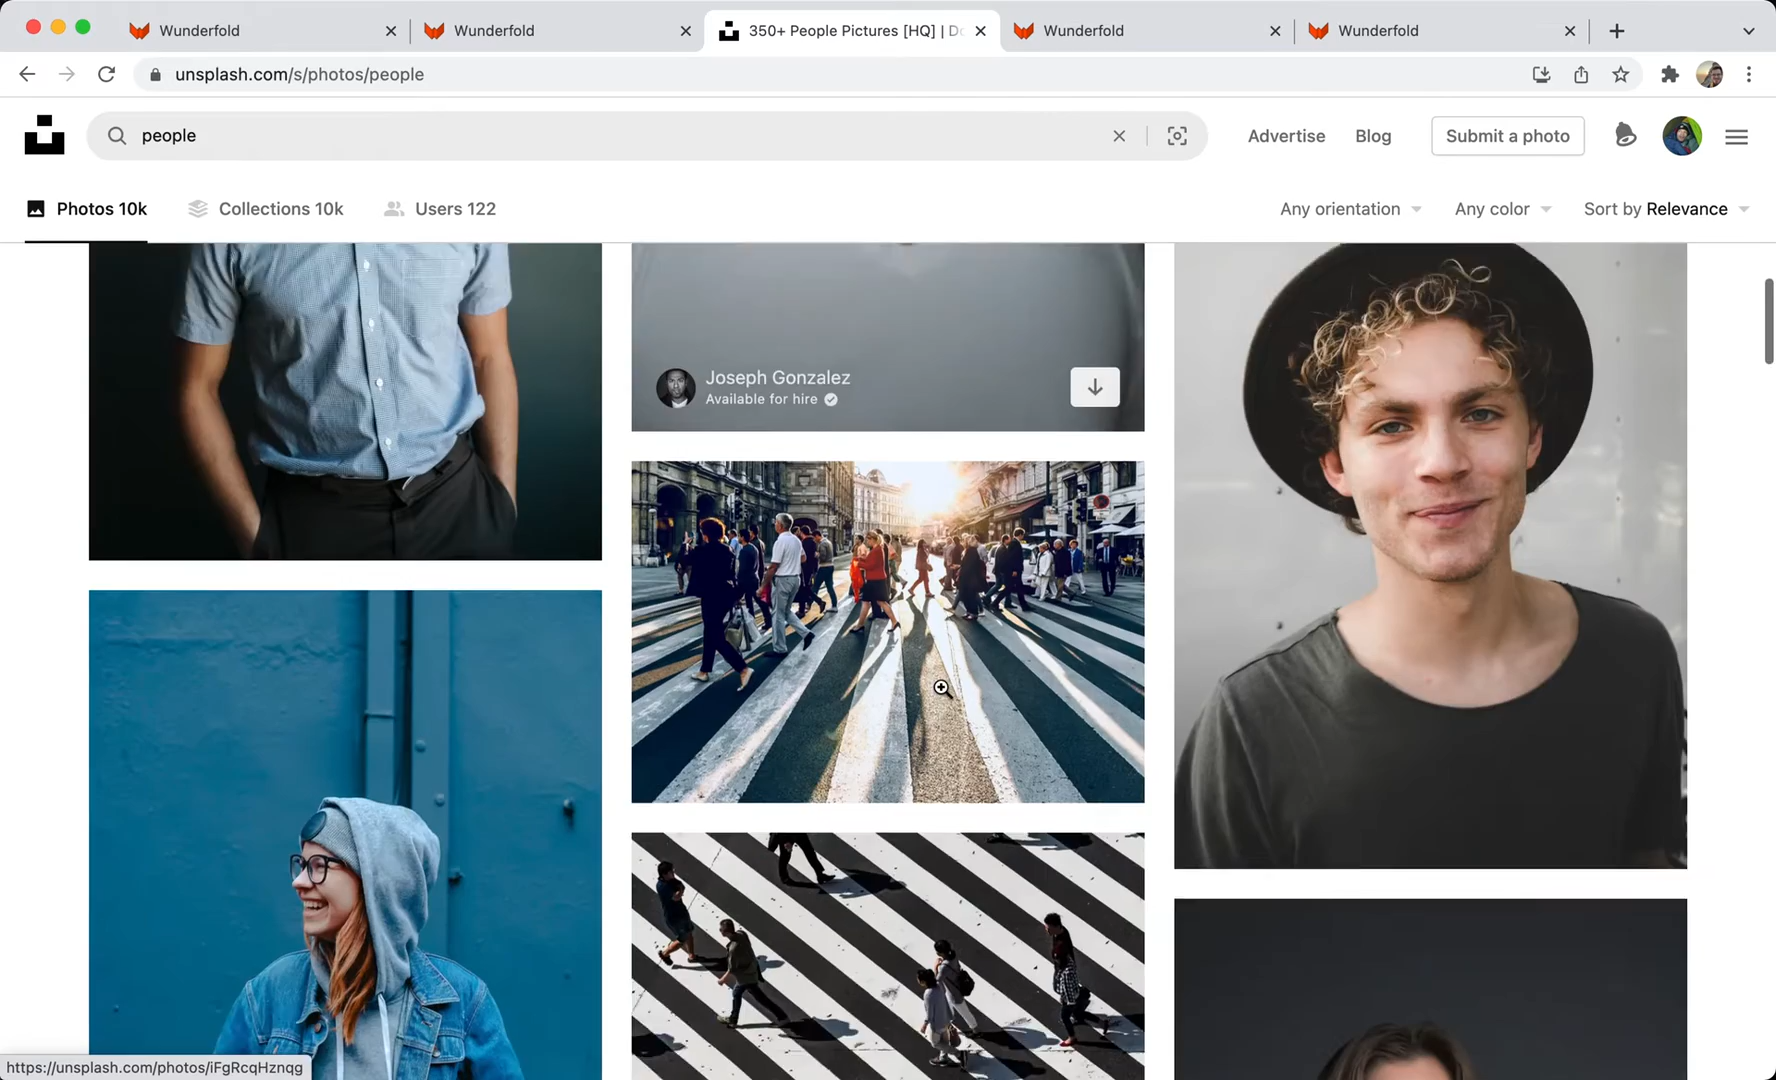 Wunderfold
Wunderfold
350+ People Pictures [HQ] | Do
Wunderfold
Wunderfold
unsplash.com/s/photos/people
people
Advertise
Blog
Submit a photo
Photos 10k
Collections 10k
Users 122
Any orientation
Any color
Sort by Relevance
Joseph Gonzalez
Available for hire
https://unsplash.com/photos/iFgRcqHznqg